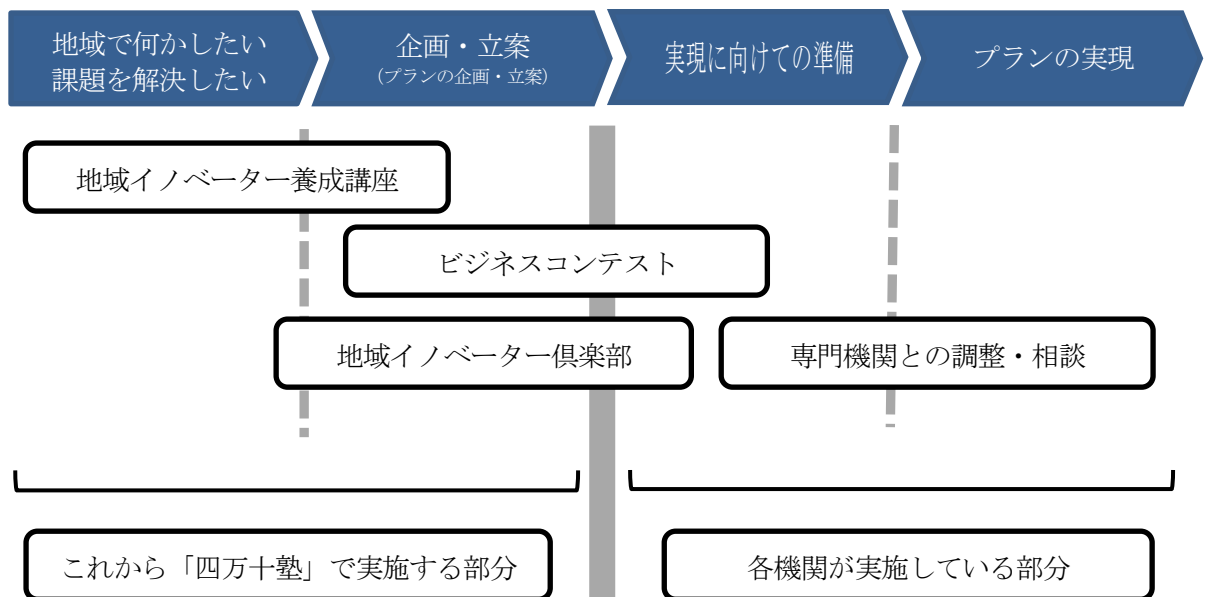 地域で何かしたい
課題を解決したい
企画・立案
(プランの企画・立案)
実現に向けての準備
プランの実現
地域イノベーター養成講座
ビジネスコンテスト
地域イノベーター倶楽部
専門機関との調整・相談
これから「四万十塾」で実施する部分
各機関が実施している部分